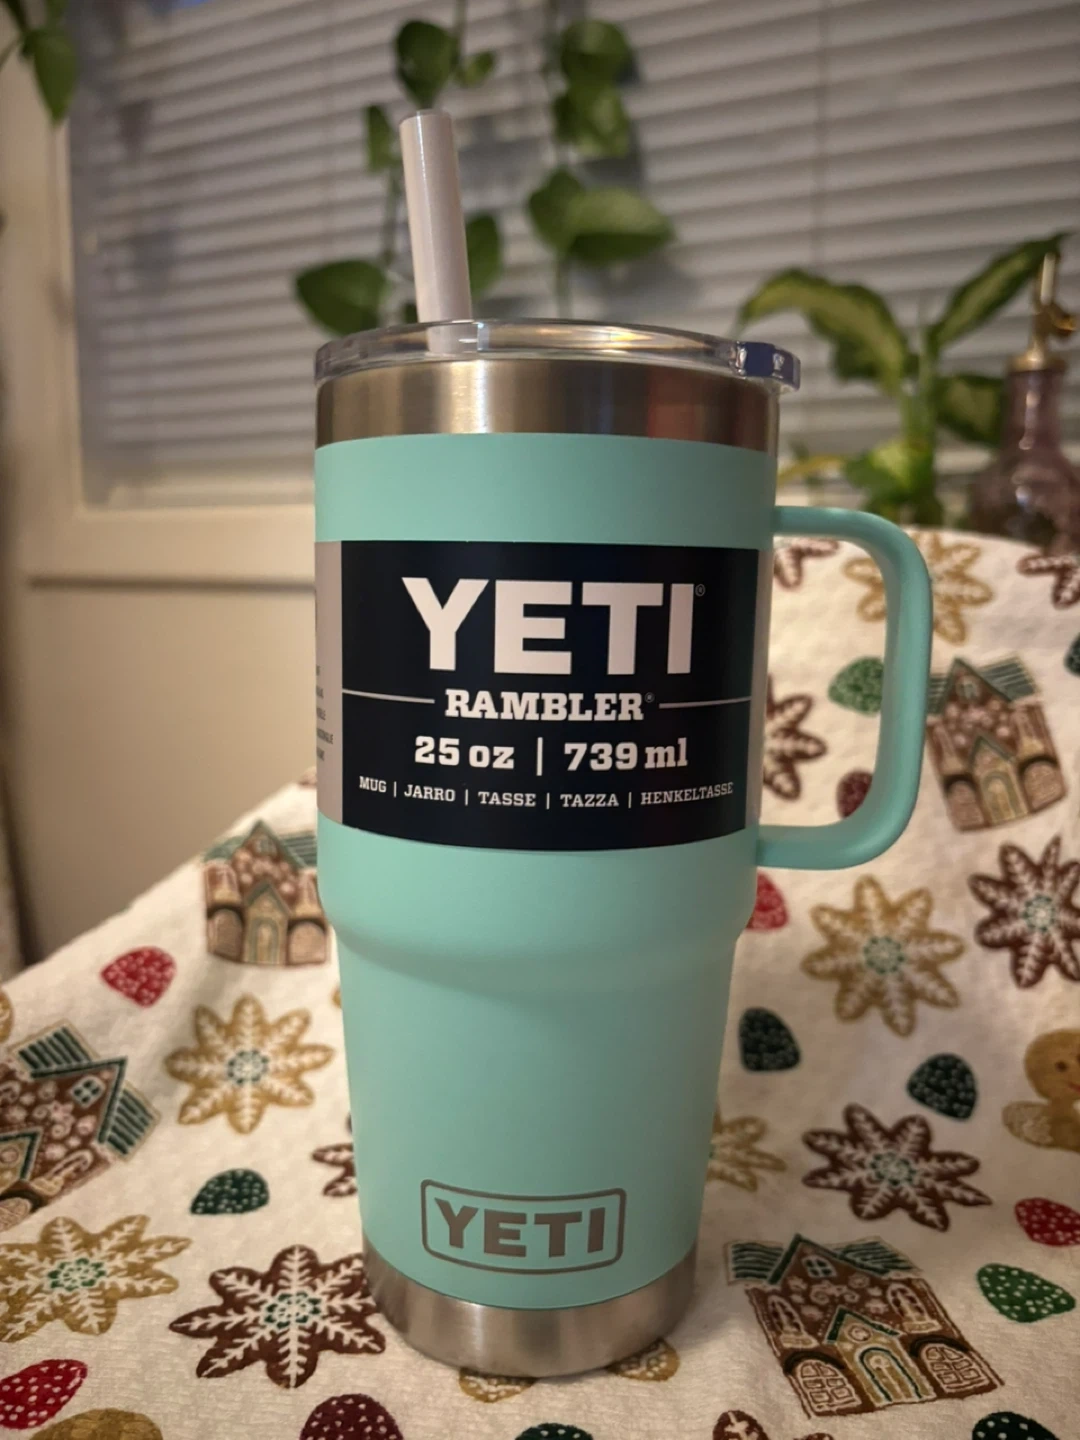 YETI®
RAMBLER®
25 oz | 739 ml
MUG | JARRO | TASSE | TAZZA | HENKELTASSE
YETI